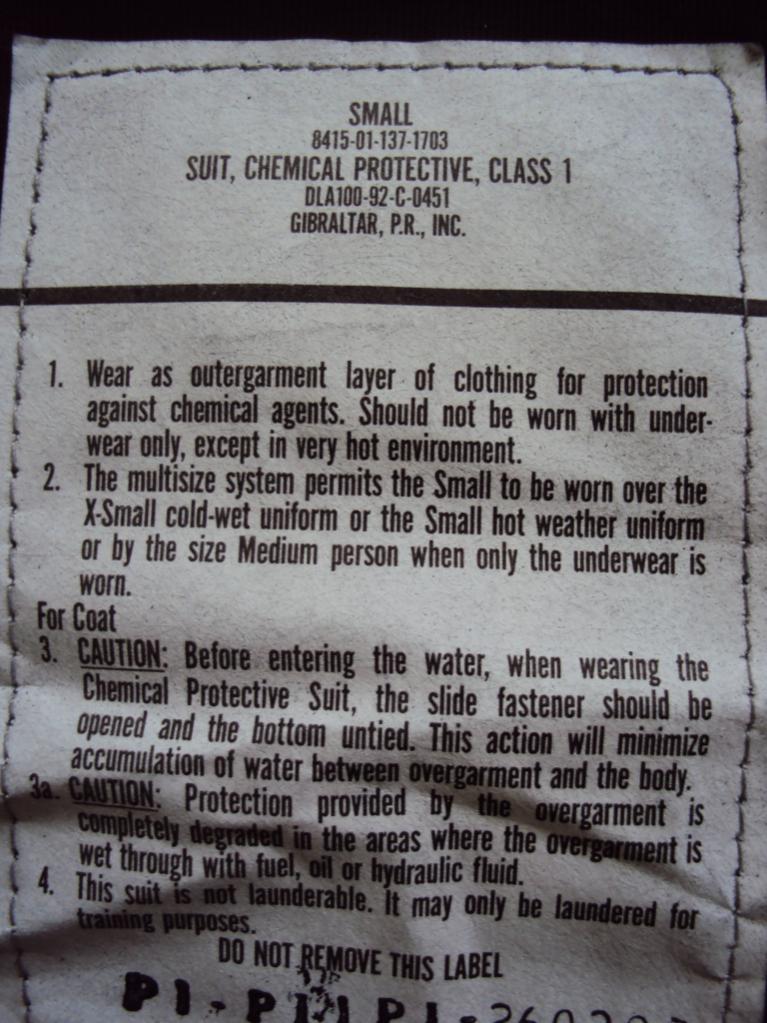 SMALL
8415-01-137-1703
SUIT, CHEMICAL PROTECTIVE, CLASS 1
DLA100-92-C-0451
GIBRALTAR, P.R., INC.
1. Wear as outergarment layer of clothing for protection
against chemical agents. Should not be worn with under-
wear only, except in very hot environment.
2. The multisize system permits the Small to be worn over the
X-Small cold-wet uniform or the Small hot weather uniform
or by the size Medium person when only the underwear is
worn.
For Coat
3. CAUTION: Before entering the water, when wearing the
Chemical Protective Suit, the slide fastener should be
opened and the bottom untied. This action will minimize
accumulation of water between overgarment and the body.
3a. CAUTION: Protection provided by the overgarment is
completely degraded in the areas where the overgarment is
wet through with fuel, oil or hydraulic fluid.
4. This suit is not launderable. It may only be laundered for
training purposes.
DO NOT REMOVE THIS LABEL